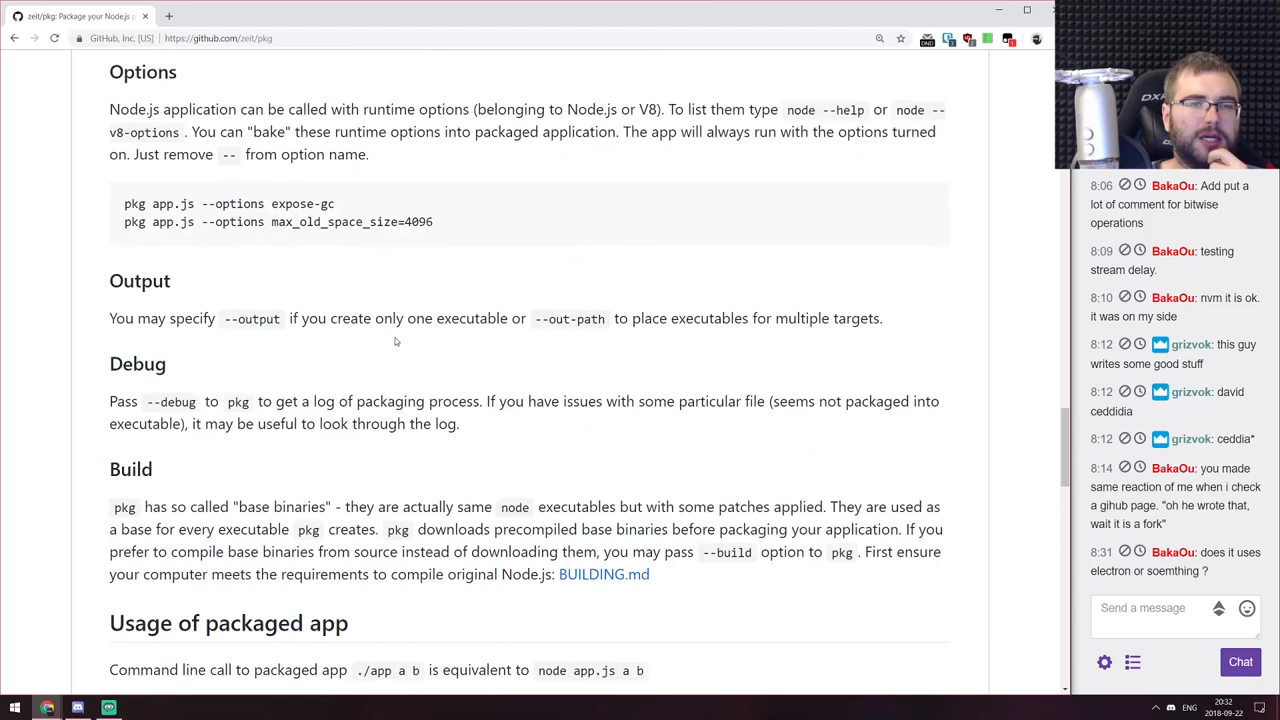 zeit/pkg: Package your Node.js p
GitHub, Inc. [US]
https://github.com/zeit/pkg
Options
Node.js application can be called with runtime options (belonging to Node.js or V8). To list them type node --help or node --
v8-options . You can "bake" these runtime options into packaged application. The app will always run with the options turned
on. Just remove -- from option name.
pkg app.js --options expose-gc
pkg app.js --options max_old_space_size=4096
Output
You may specify --output if you create only one executable or --out-path to place executables for multiple targets.
Debug
Pass --debug to pkg to get a log of packaging process. If you have issues with some particular file (seems not packaged into
executable), it may be useful to look through the log.
Build
pkg has so called "base binaries" - they are actually same node executables but with some patches applied. They are used as
a base for every executable pkg creates. pkg downloads precompiled base binaries before packaging your application. If you
prefer to compile base binaries from source instead of downloading them, you may pass --build option to pkg . First ensure
your computer meets the requirements to compile original Node.js: BUILDING.md
Usage of packaged app
Command line call to packaged app ./app a b is equivalent to node app.js a b
DXR
8:06 BakaOu: Add put a
lot of comment for bitwise
operations
8:09 BakaOu: testing
stream delay.
8:10 BakaOu: nvm it is ok.
it was on my side
8:12 grizvok: this guy
writes some good stuff
8:12 grizvok: david
ceddidia
8:12 grizvok: ceddia*
8:14 BakaOu: you made
same reaction of me when i check
a gihub page. "oh he wrote that,
wait it is a fork"
8:31 BakaOu: does it uses
electron or soemthing ?
Send a message
Chat
ENG
20:32
2018-09-22